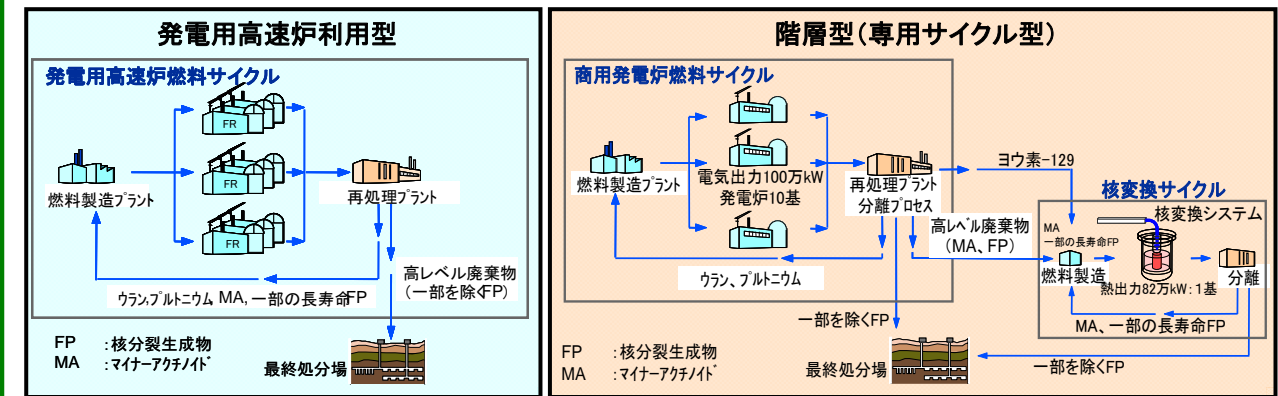 発電用高速炉利用型
発電用高速炉燃料サイクル
FR
FR
FR
燃料製造プラント
再処理プラント
高レベル廃棄物
(一部を除くFP)
ウラン,プルトニウム, MA, 一部の長寿命FP
FP :核分裂生成物
MA :マイナーアクチノイド
最終処分場
階層型(専用サイクル型)
商用発電炉燃料サイクル
燃料製造プラント
電気出力100万kW
発電炉10基
再処理プラント
分離プロセス
ヨウ素-129
高レベル廃棄物
(MA、FP)
ウラン、プルトニウム
核変換サイクル
核変換システム
MA
一部の長寿命FP
燃料製造
熱出力82万kW:1基
分離
MA、一部の長寿命FP
一部を除くFP
一部を除くFP
FP :核分裂生成物
MA :マイナーアクチノイド
最終処分場